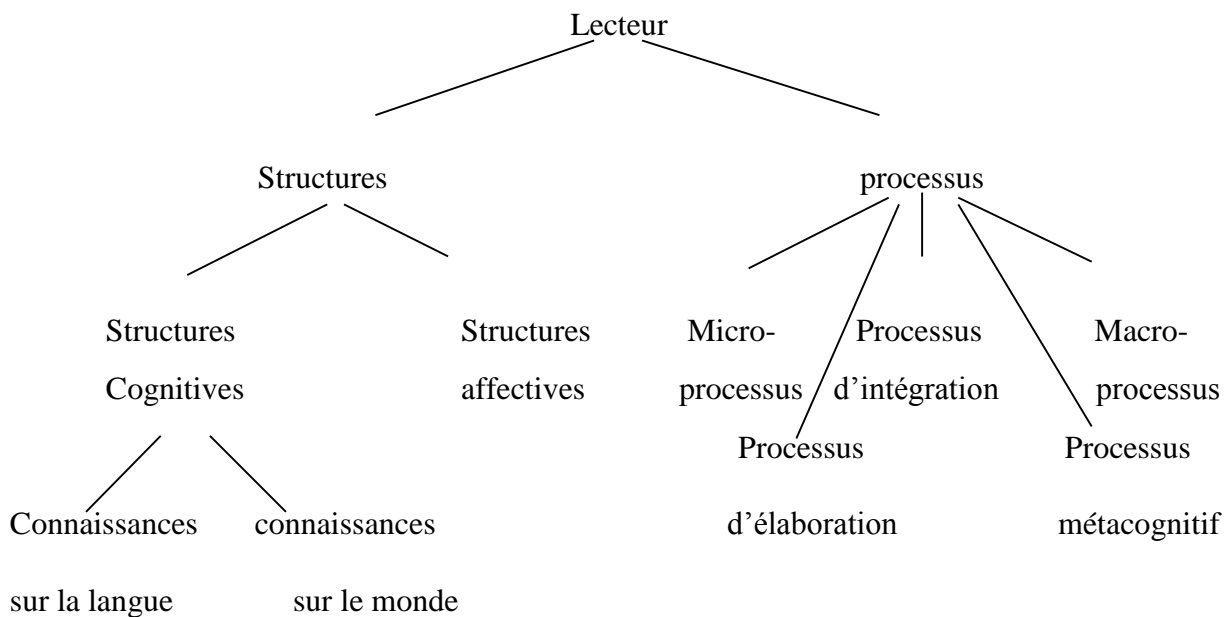 Lecteur
Structures processus
Structures Structures Micro- Processus Macro-
Cognitives affectives processus d’intégration processus
Processus Processus
Connaissances connaissances d’élaboration métacognitif
sur la langue sur le monde